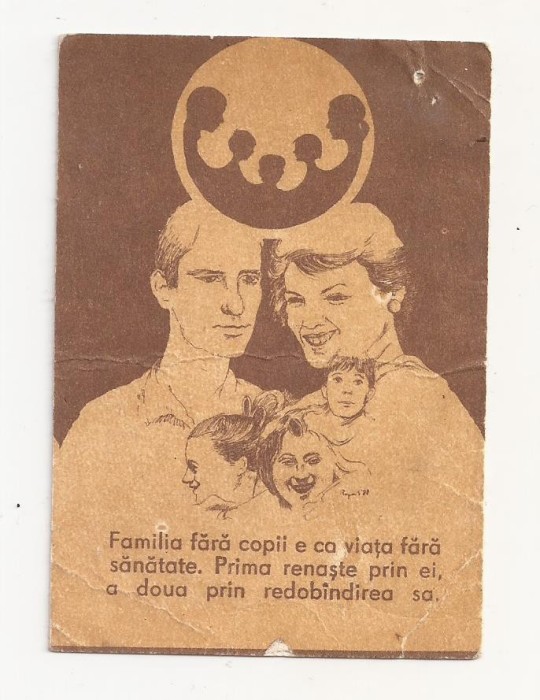 Familia fără copii e ca viața fără
sănătate. Prima renaște prin ei,
a doua prin redobîndirea sa.